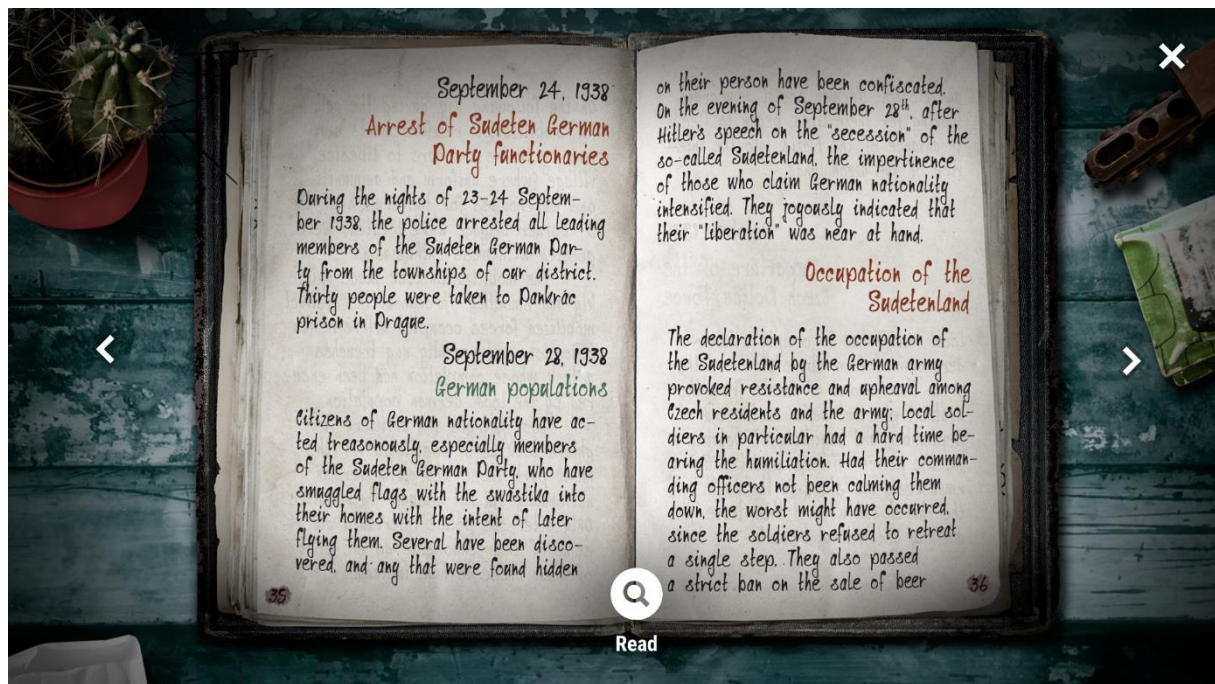 September 24, 1938
Arrest of Sudeten German
Party functionaries
During the nights of 23-24 Septem-
ber 1938, the police arrested all leading
members of the Sudeten German Par-
ty from the townships of our district.
Thirty people were taken to Pankrác
prison in Prague.
September 28, 1938
German populations
Citizens of German nationality have ac-
ted treasonously, especially members
of the Sudeten German Party, who have
smuggled flags with the swastika into
their homes with the intent of later
flying them. Several have been disco-
vered, and any that were found hidden
35
on their person have been confiscated.
On the evening of September 28th, after
Hitler's speech on the "secession" of the
so-called Sudetenland, the impertinence
of those who claim German nationality
intensified. They joyously indicated that
their "liberation" was near at hand.
Occupation of the
Sudetenland
The declaration of the occupation of
the Sudetenland by the German army
provoked resistance and upheaval among
Czech residents and the army; local sol-
diers in particular had a hard time be-
aring the humiliation. Had their comman-
ding officers not been calming them
down, the worst might have occurred,
since the soldiers refused to retreat
a single step. They also passed
a strict ban on the sale of beer
36
Read